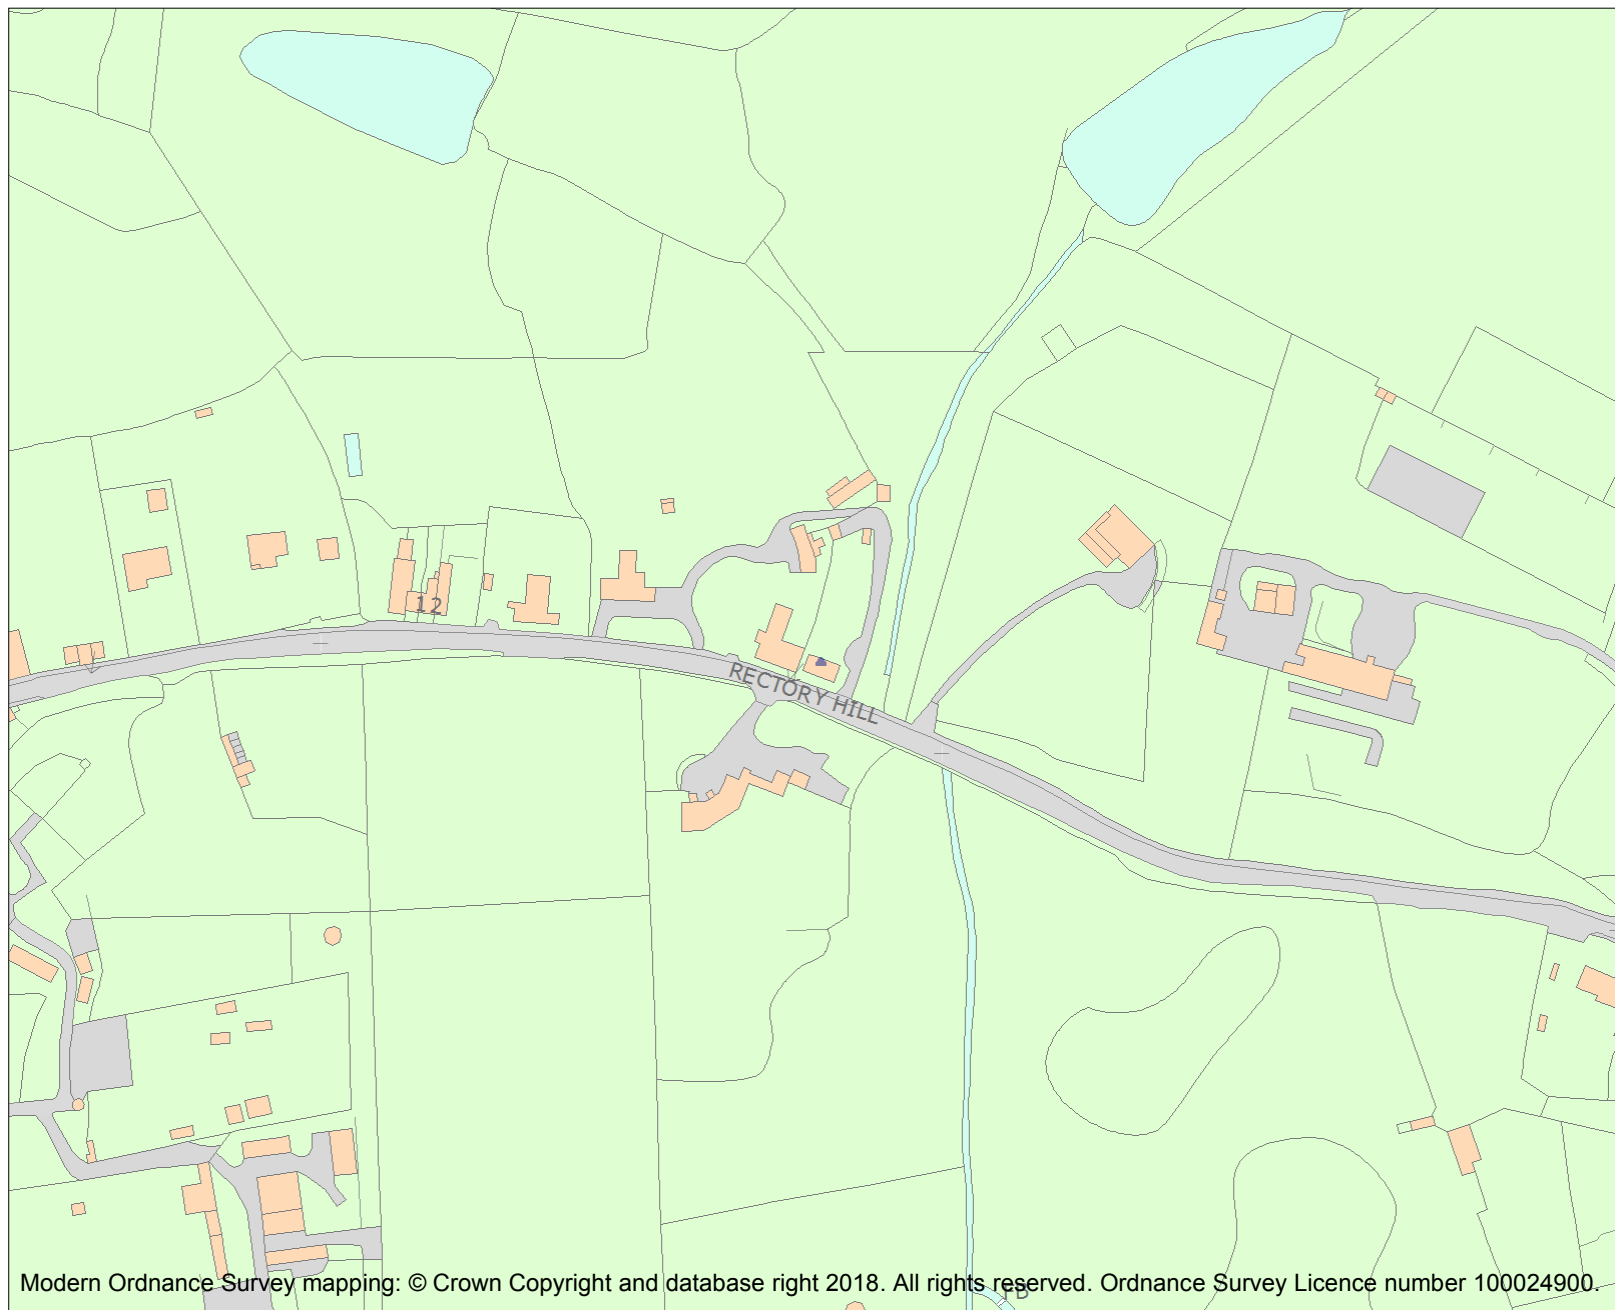 12
RECTORY HILL
FB
Modern Ordnance Survey mapping: © Crown Copyright and database right 2018. All rights reserved. Ordnance Survey Licence number 100024900.